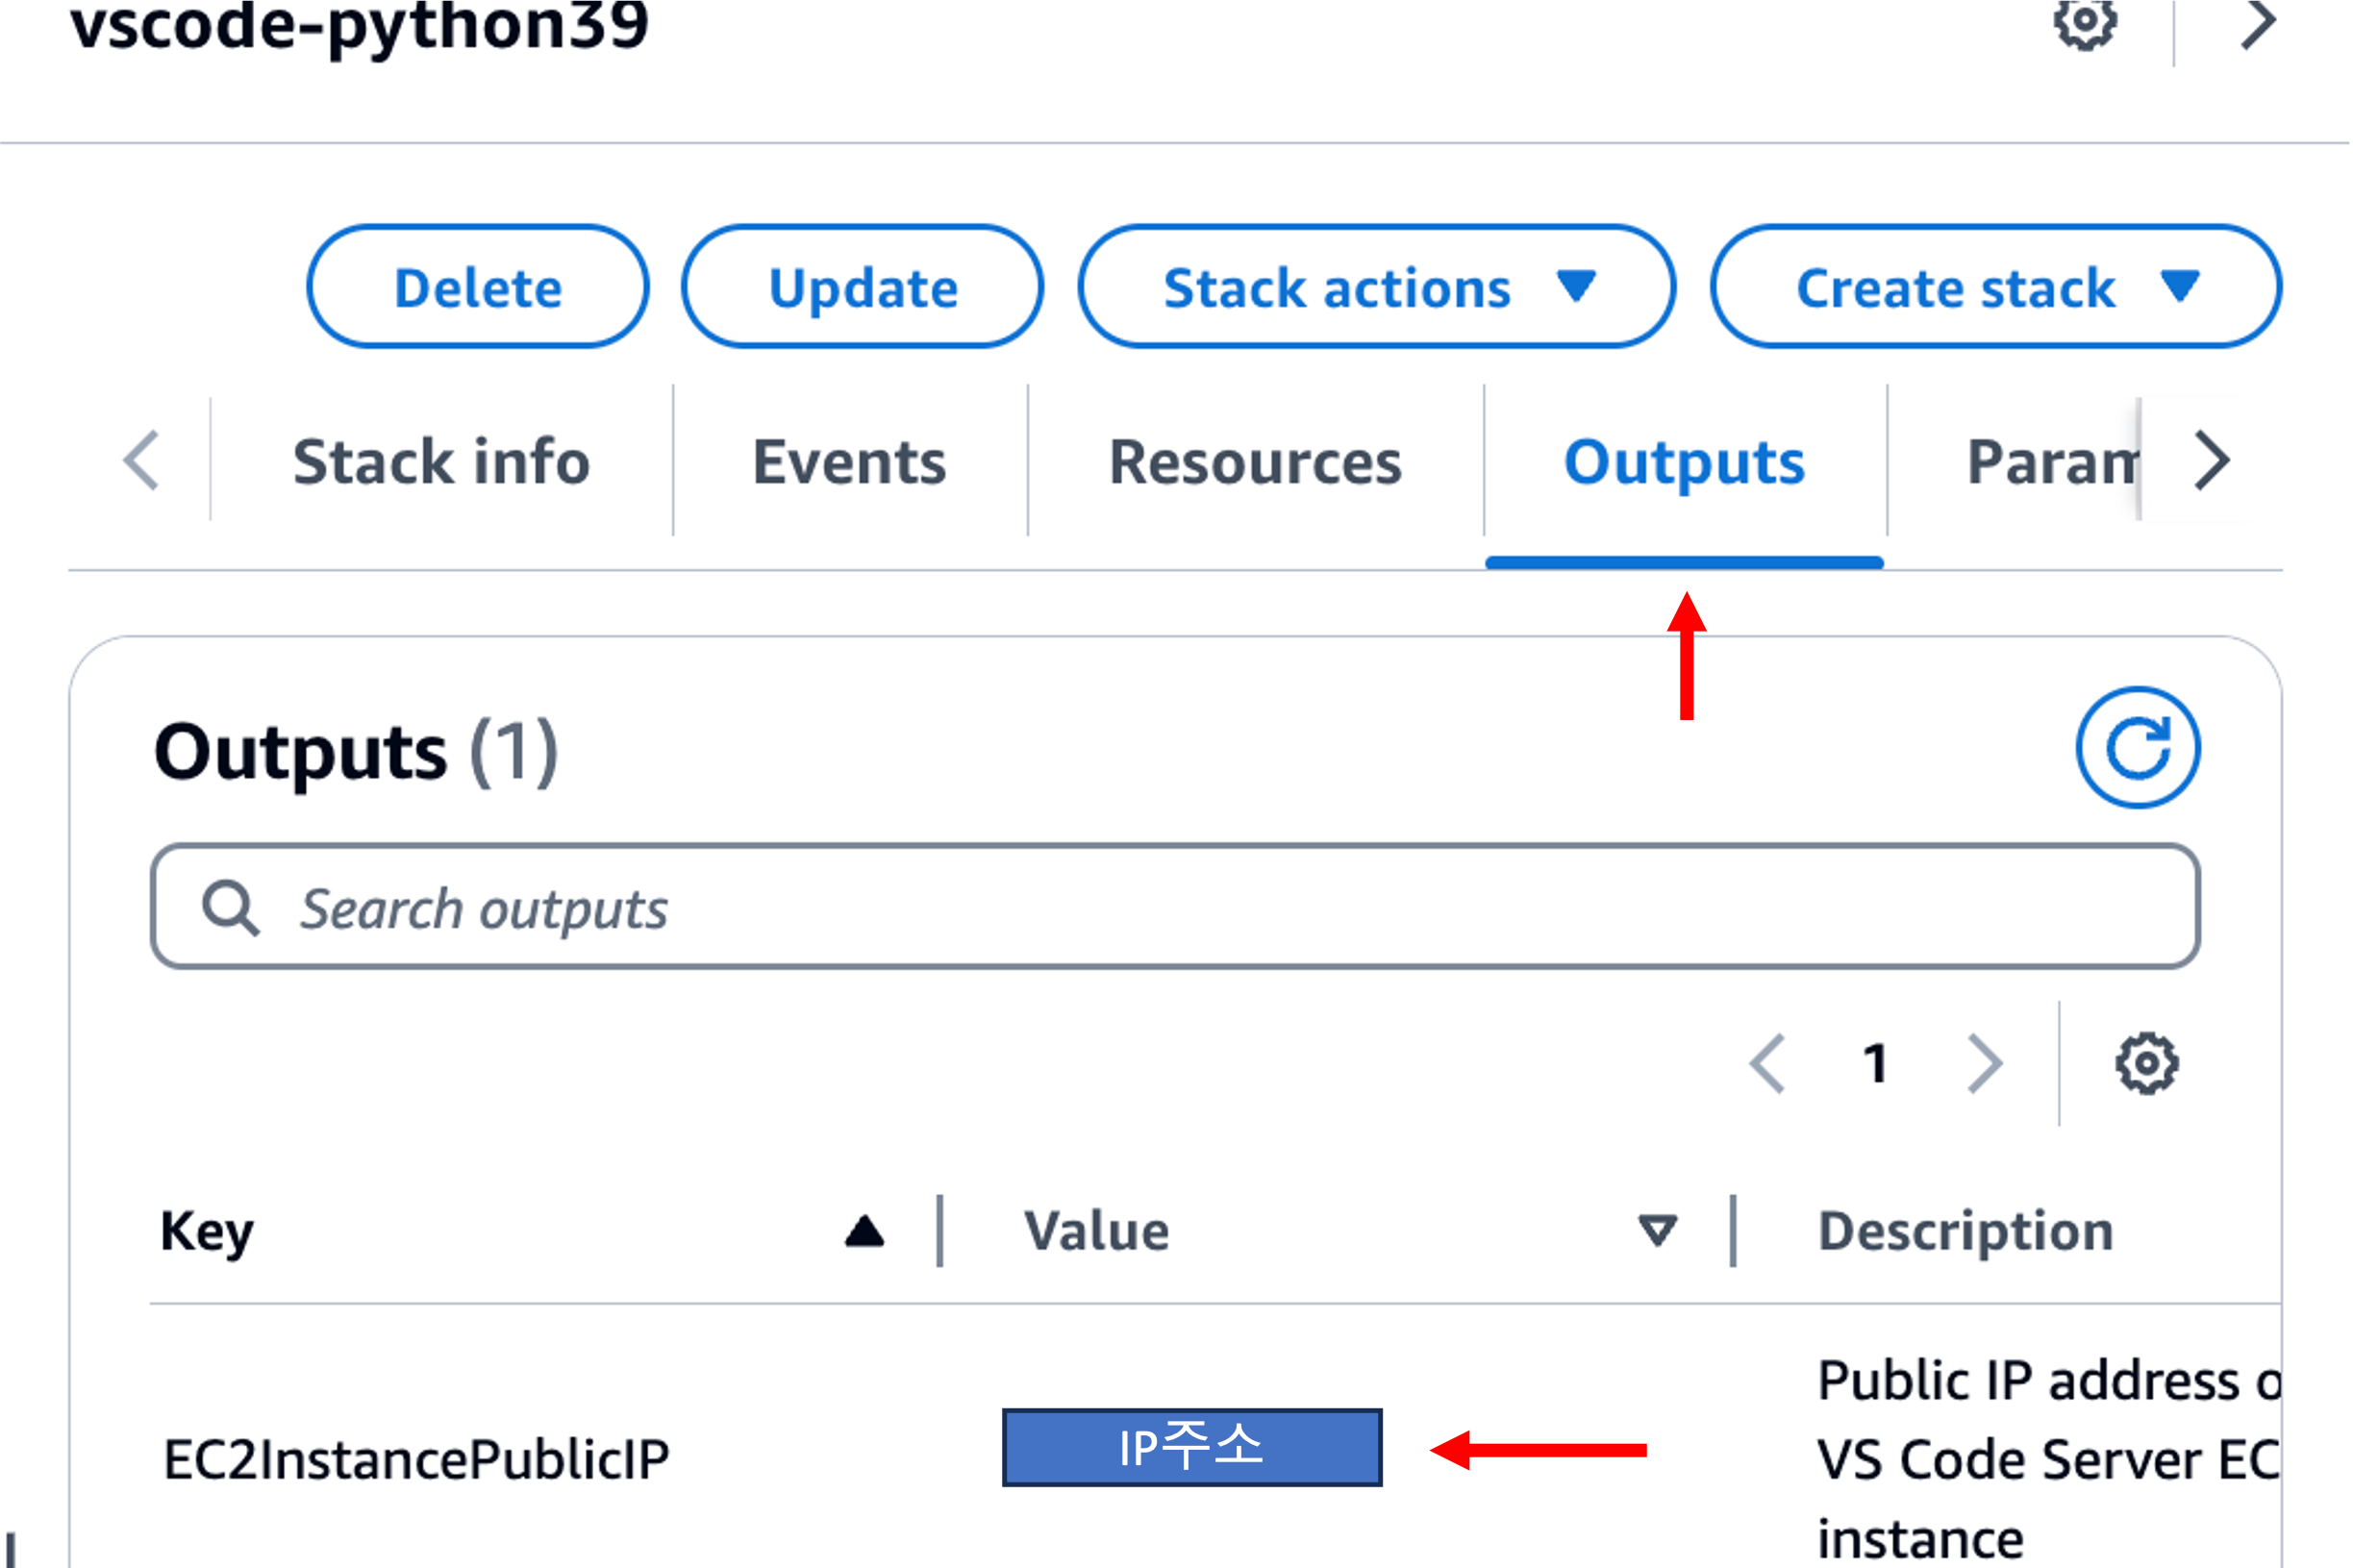 vscode-python39
Delete
Update
Stack actions
Create stack
Stack info
Events
Resources
Outputs
Param
Outputs (1)
Search outputs
1
Key
Value
Description
EC2InstancePublicIP
IP주소
Public IP address o
VS Code Server EC
instance